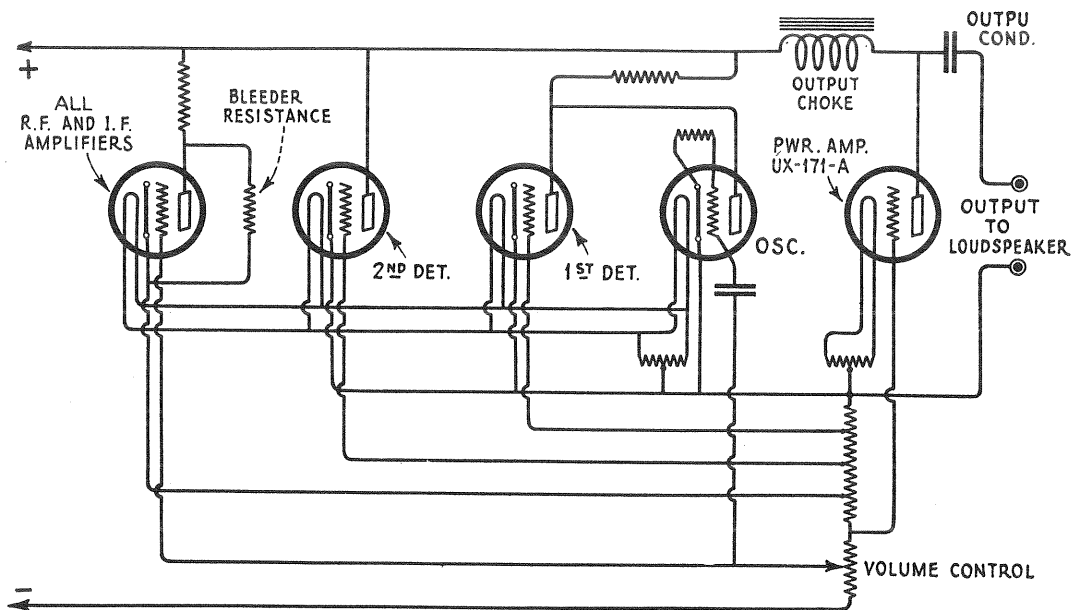 OUTPU
COND.
+
OUTPUT
CHOKE
ALL
R.F. AND I.F.
AMPLIFIERS
BLEEDER
RESISTANCE
PWR. AMP.
UX-171-A
OUTPUT
TO
LOUDSPEAKER
2ND DET.
1ST DET.
OSC.
VOLUME CONTROL
−